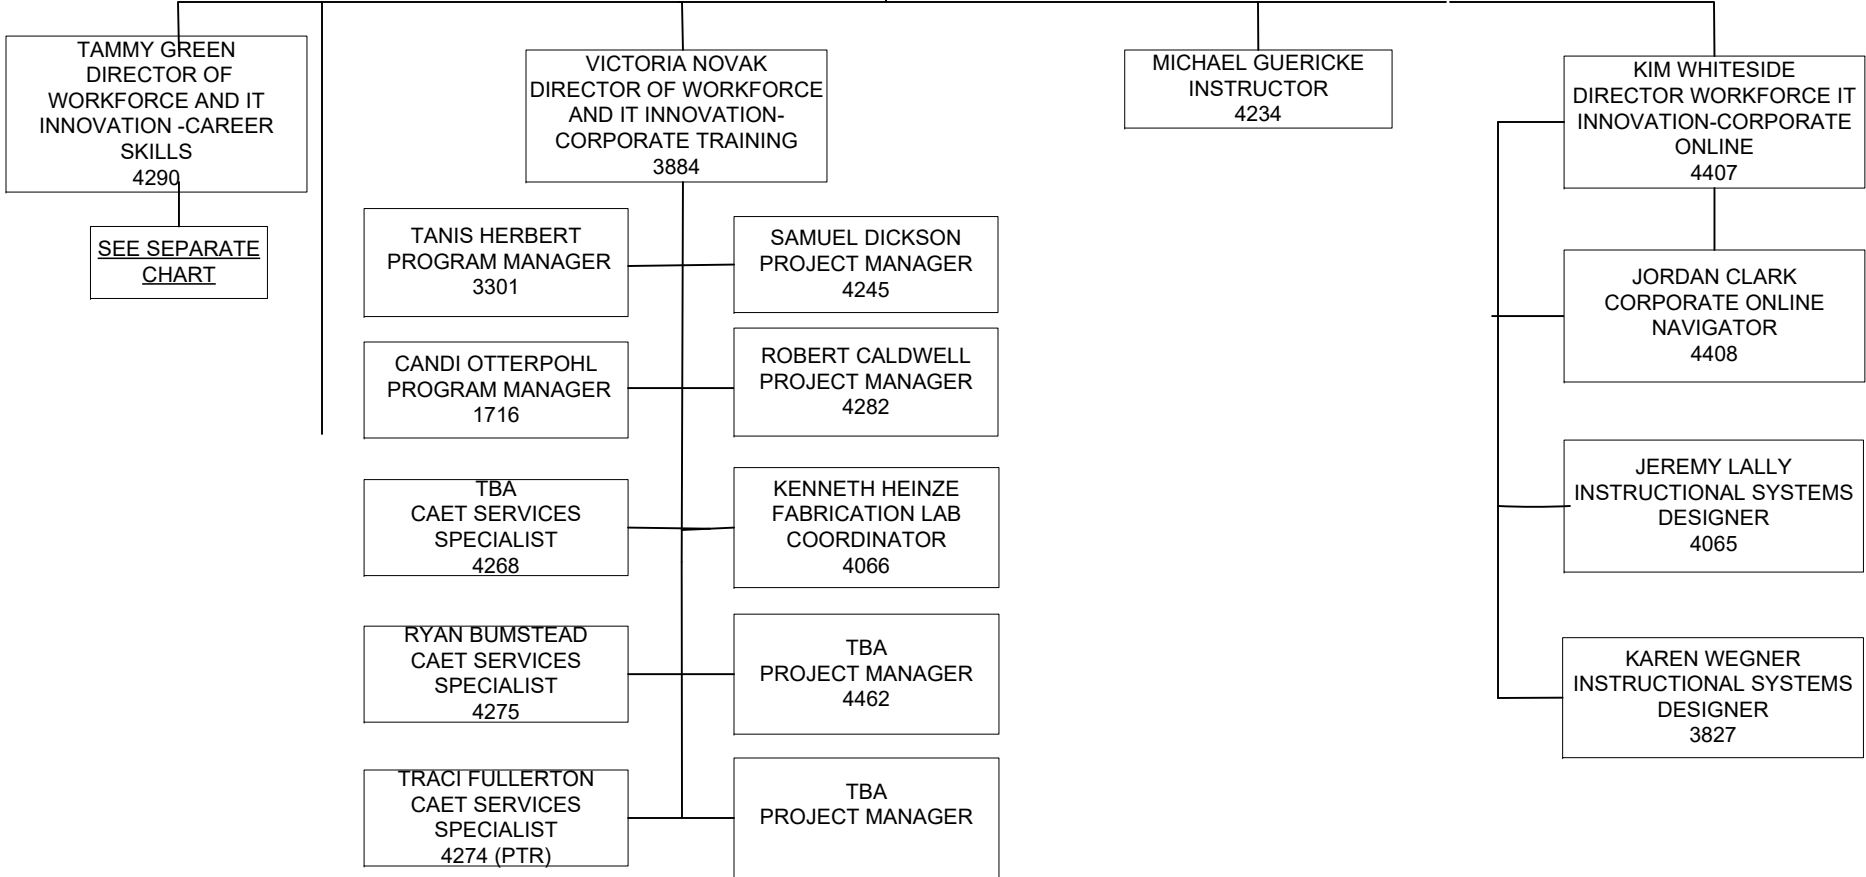 TAMMY GREEN
DIRECTOR OF
WORKFORCE AND IT
INNOVATION -CAREER
SKILLS
4290
SEE SEPARATE
CHART
VICTORIA NOVAK
DIRECTOR OF WORKFORCE
AND IT INNOVATION-
CORPORATE TRAINING
3884
TANIS HERBERT
PROGRAM MANAGER
3301
SAMUEL DICKSON
PROJECT MANAGER
4245
CANDI OTTERPOHL
PROGRAM MANAGER
1716
ROBERT CALDWELL
PROJECT MANAGER
4282
TBA
CAET SERVICES
SPECIALIST
4268
KENNETH HEINZE
FABRICATION LAB
COORDINATOR
4066
RYAN BUMSTEAD
CAET SERVICES
SPECIALIST
4275
TBA
PROJECT MANAGER
4462
TRACI FULLERTON
CAET SERVICES
SPECIALIST
4274 (PTR)
TBA
PROJECT MANAGER
MICHAEL GUERICKE
INSTRUCTOR
4234
KIM WHITESIDE
DIRECTOR WORKFORCE IT
INNOVATION-CORPORATE
ONLINE
4407
JORDAN CLARK
CORPORATE ONLINE
NAVIGATOR
4408
JEREMY LALLY
INSTRUCTIONAL SYSTEMS
DESIGNER
4065
KAREN WEGNER
INSTRUCTIONAL SYSTEMS
DESIGNER
3827